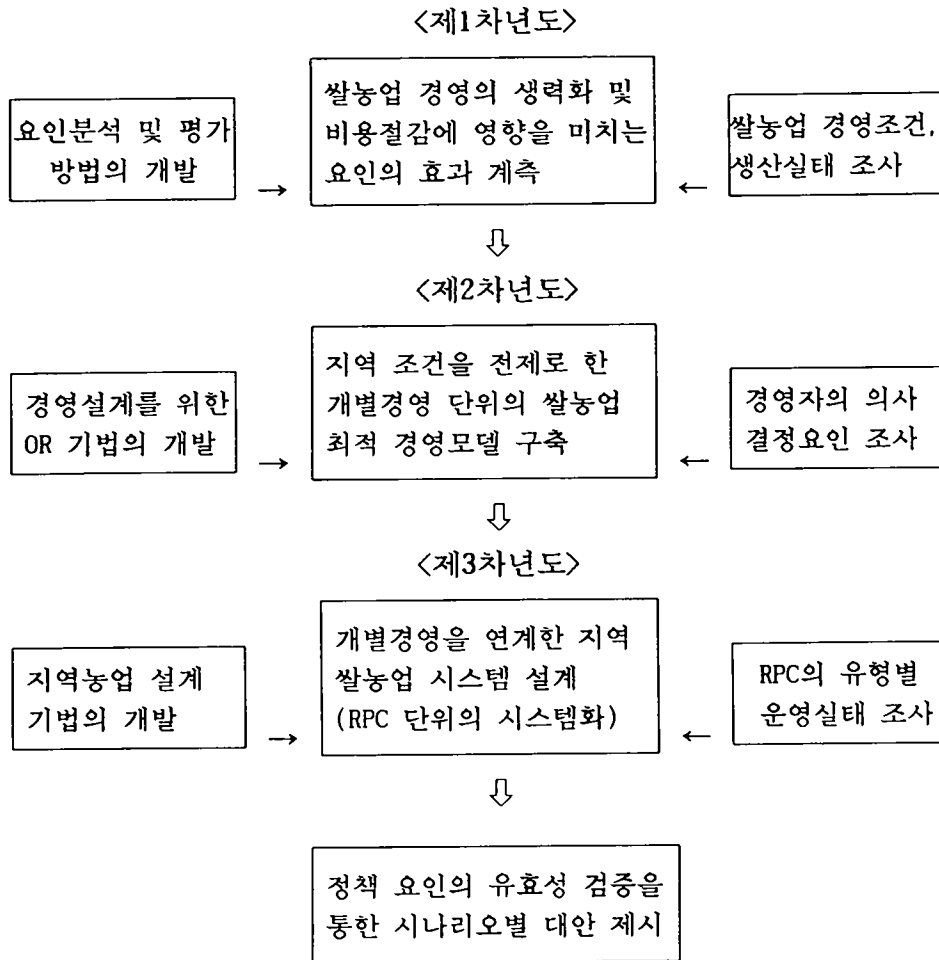 <제1차년도>
요인분석 및 평가
방법의 개발
→
쌀농업 경영의 생력화 및
비용절감에 영향을 미치는
요인의 효과 계측
←
쌀농업 경영조건,
생산실태 조사
⇩
<제2차년도>
경영설계를 위한
OR 기법의 개발
→
지역 조건을 전제로 한
개별경영 단위의 쌀농업
최적 경영모델 구축
←
경영자의 의사
결정요인 조사
⇩
<제3차년도>
지역농업 설계
기법의 개발
→
개별경영을 연계한 지역
쌀농업 시스템 설계
(RPC 단위의 시스템화)
←
RPC의 유형별
운영실태 조사
⇩
정책 요인의 유효성 검증을
통한 시나리오별 대안 제시